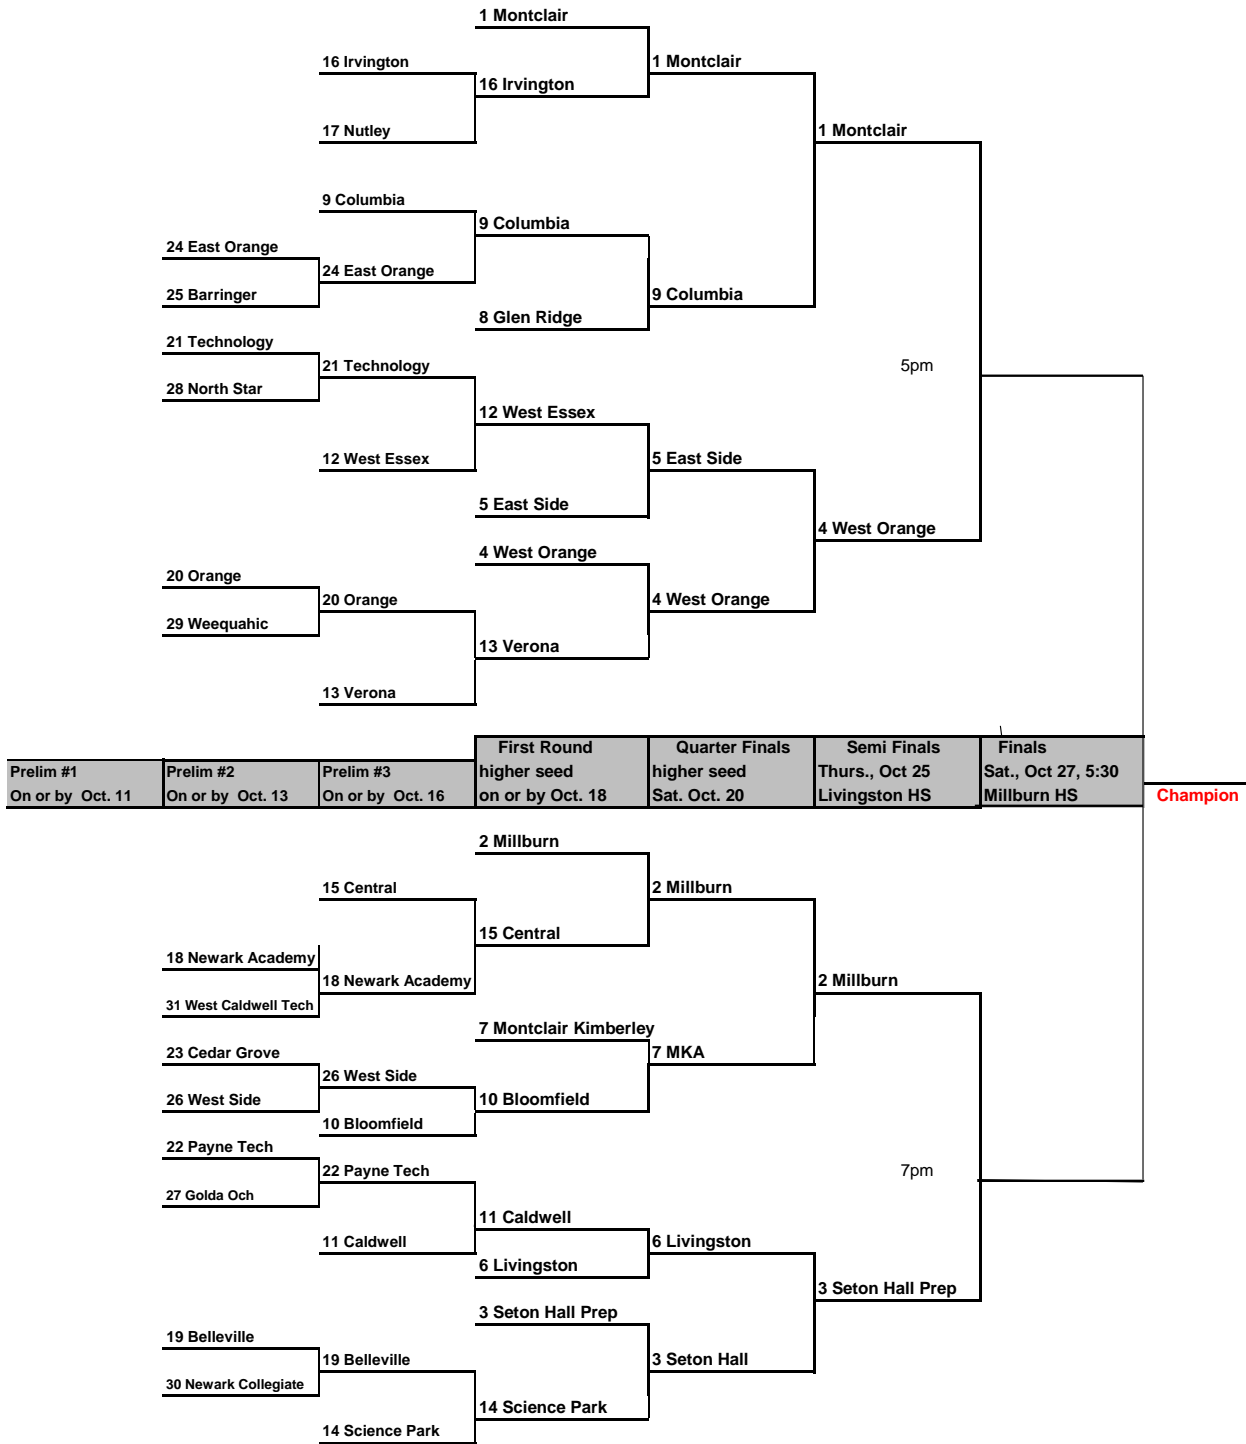 1 Montclair
16 Irvington
1 Montclair
16 Irvington
17 Nutley
1 Montclair
9 Columbia
9 Columbia
24 East Orange
24 East Orange
25 Barringer
9 Columbia
8 Glen Ridge
21 Technology
21 Technology
5pm
28 North Star
12 West Essex
12 West Essex
5 East Side
5 East Side
4 West Orange
4 West Orange
20 Orange
20 Orange
4 West Orange
29 Weequahic
13 Verona
13 Verona
First Round
Quarter Finals
Semi Finals
Finals
Prelim #1
Prelim #2
Prelim #3
higher seed
higher seed
Thurs., Oct 25
Sat., Oct 27, 5:30
On or by Oct. 11
On or by Oct. 13
On or by Oct. 16
on or by Oct. 18
Sat. Oct. 20
Livingston HS
Millburn HS
Champion
2 Millburn
15 Central
2 Millburn
15 Central
18 Newark Academy
18 Newark Academy
2 Millburn
31 West Caldwell Tech
7 Montclair Kimberley
23 Cedar Grove
7 MKA
26 West Side
26 West Side
10 Bloomfield
10 Bloomfield
22 Payne Tech
22 Payne Tech
7pm
27 Golda Och
11 Caldwell
11 Caldwell
6 Livingston
6 Livingston
3 Seton Hall Prep
3 Seton Hall Prep
19 Belleville
19 Belleville
3 Seton Hall
30 Newark Collegiate
14 Science Park
14 Science Park